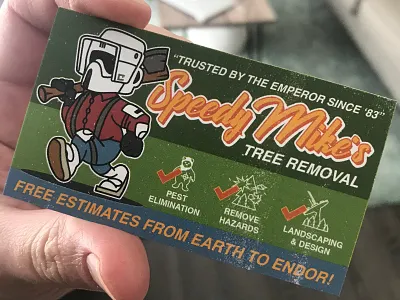 "TRUSTED BY THE EMPEROR SINCE '83"
Speedy Mike's
TREE REMOVAL
PEST
ELIMINATION
REMOVE
HAZARDS
LANDSCAPING
& DESIGN
FREE ESTIMATES FROM EARTH TO ENDOR!